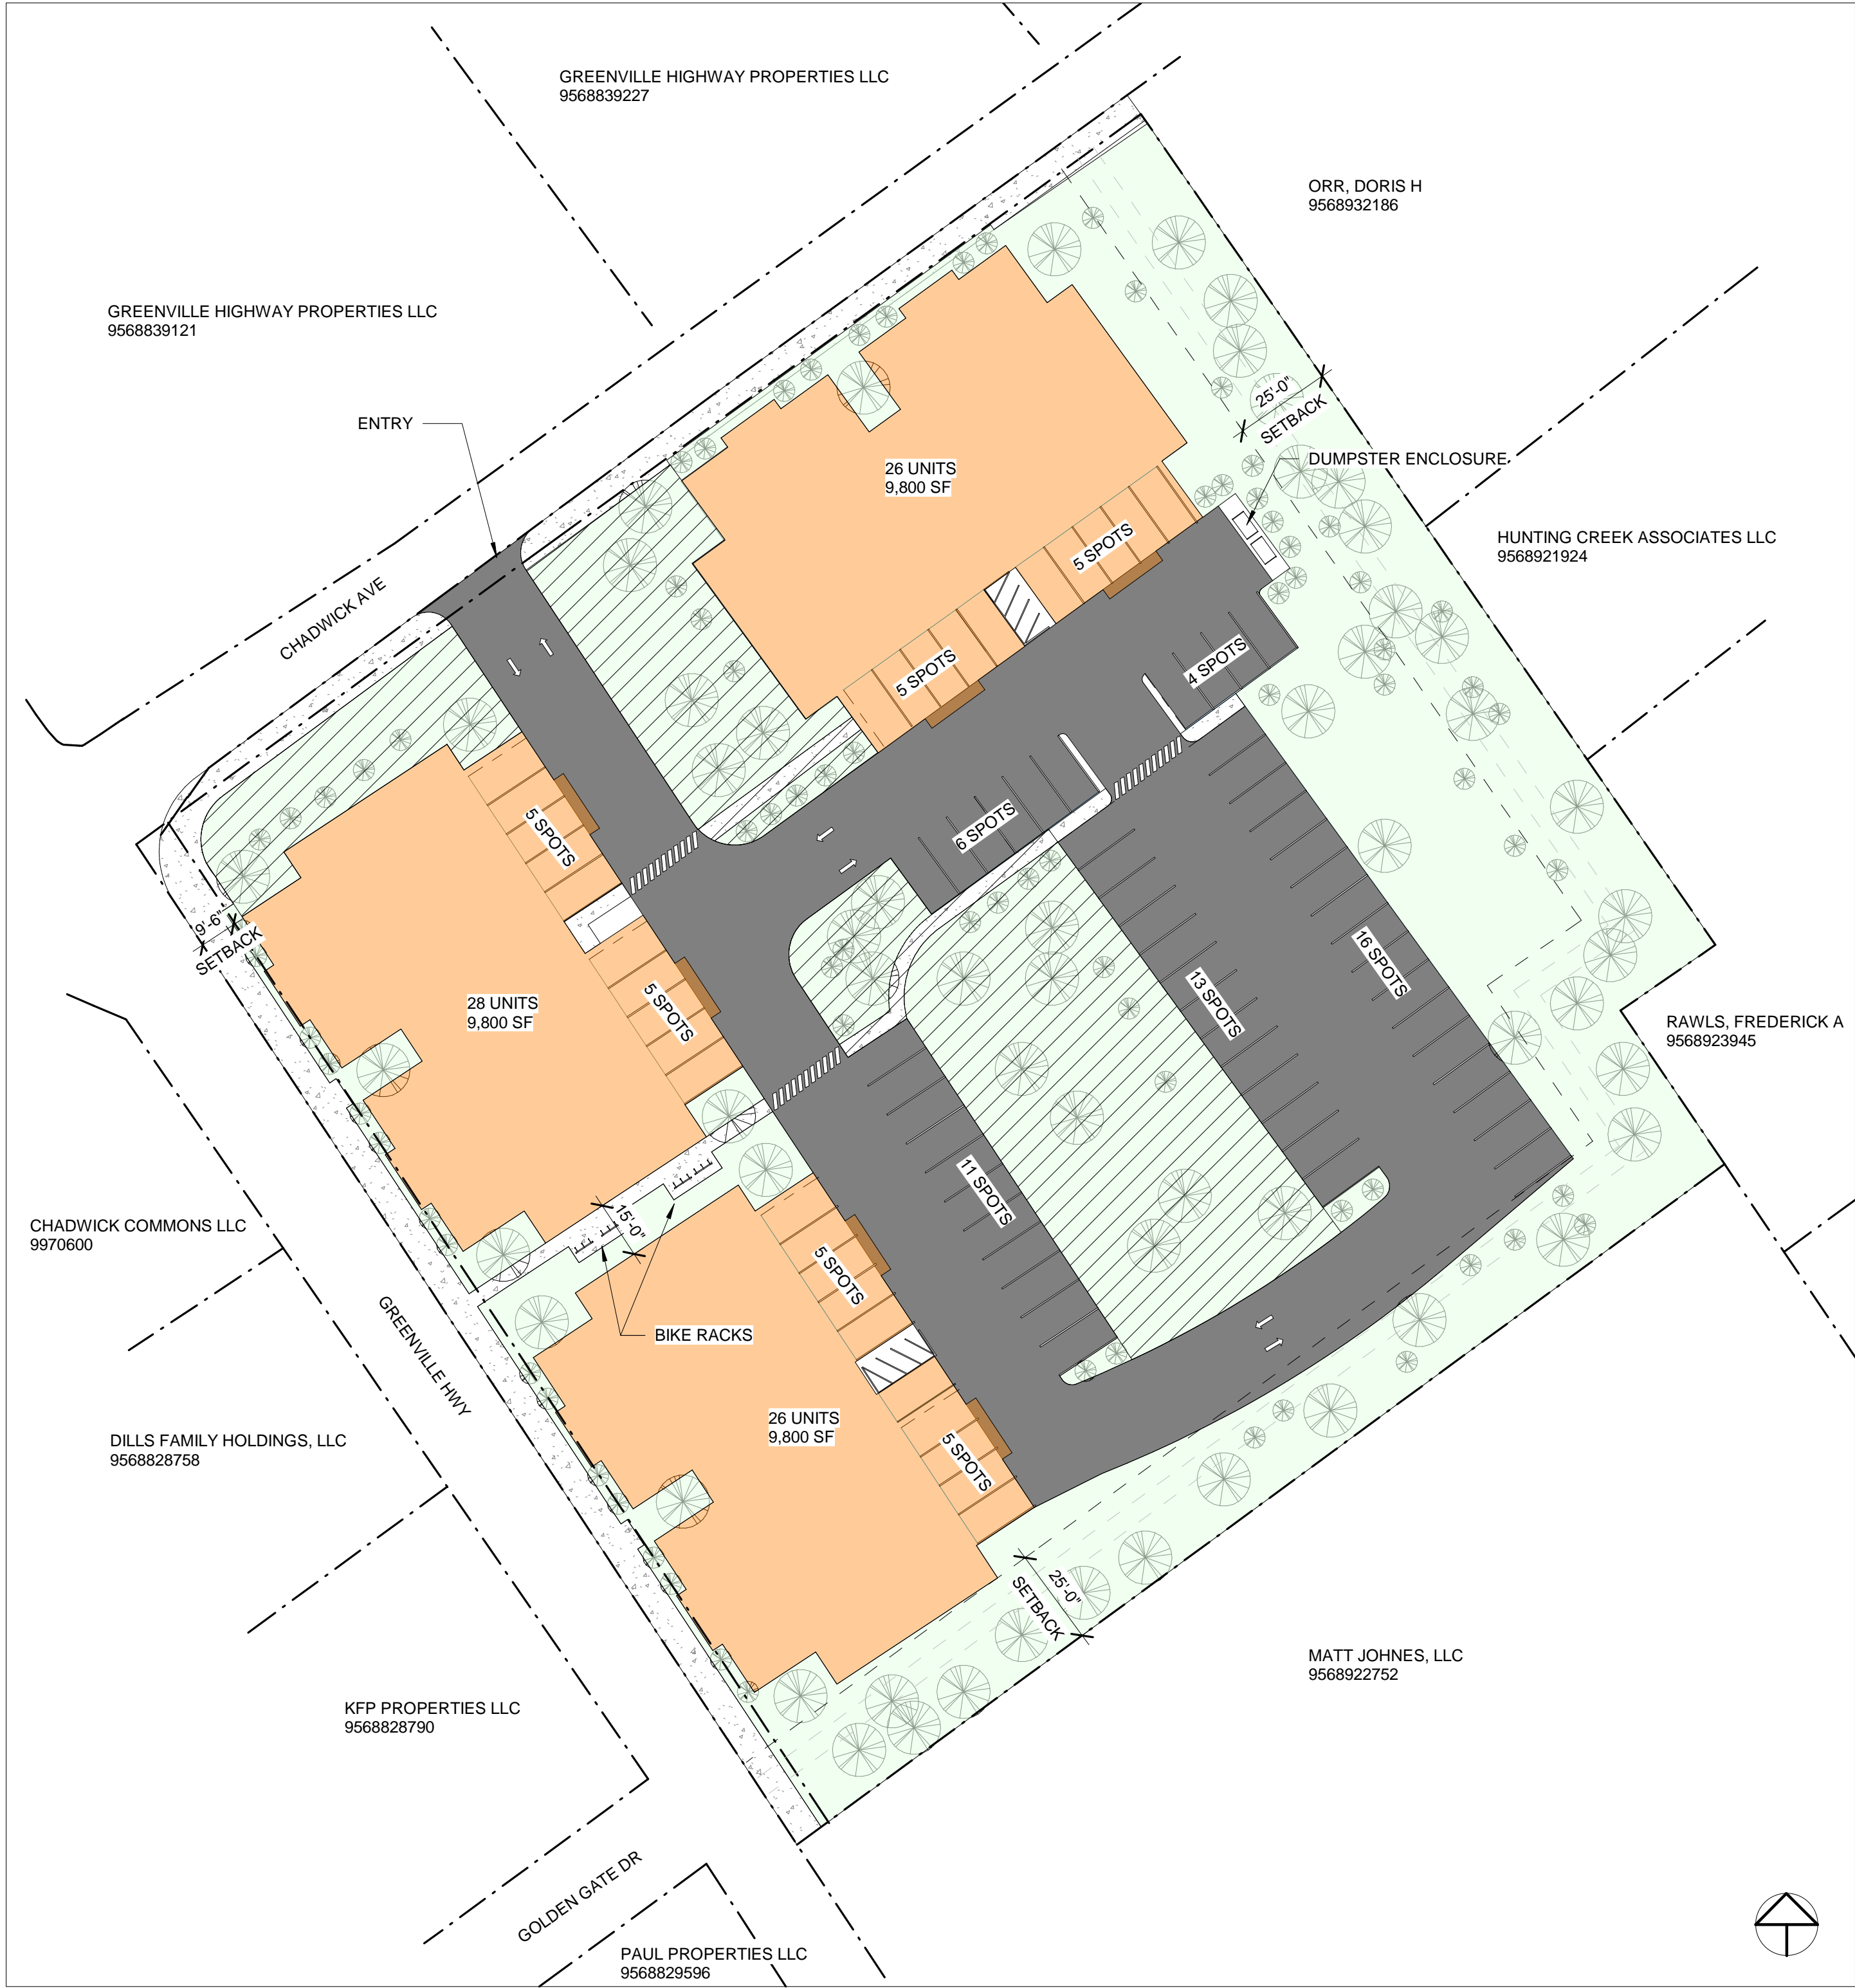 GREENVILLE HIGHWAY PROPERTIES LLC
9568839227
ORR, DORIS H
9568932186
GREENVILLE HIGHWAY PROPERTIES LLC
9568839121
ENTRY
25'-0"
SETBACK
DUMPSTER ENCLOSURE
26 UNITS
9,800 SF
HUNTING CREEK ASSOCIATES LLC
9568921924
5 SPOTS
CHADWICK AVE
5 SPOTS
4 SPOTS
5 SPOTS
6 SPOTS
9'-6"
SETBACK
16 SPOTS
28 UNITS
9,800 SF
5 SPOTS
13 SPOTS
RAWLS, FREDERICK A
9568923945
11 SPOTS
CHADWICK COMMONS LLC
9970600
15'-0"
5 SPOTS
BIKE RACKS
GREENVILLE HWY
26 UNITS
9,800 SF
DILLS FAMILY HOLDINGS, LLC
9568828758
5 SPOTS
25'-0"
SETBACK
MATT JOHNES, LLC
9568922752
KFP PROPERTIES LLC
9568828790
GOLDEN GATE DR
PAUL PROPERTIES LLC
9568829596